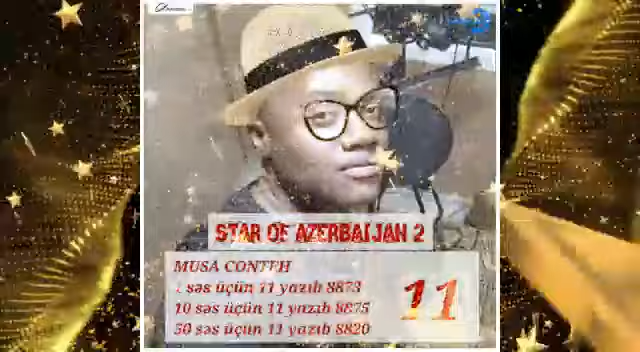 STAR OF AZERBAIJAN 2
MUSA CONTEH
səs üçün 11 yazıb 8873
10 səs üçün 11 yazıb 8875
50 səs üçün 11 yazıb 8820
11